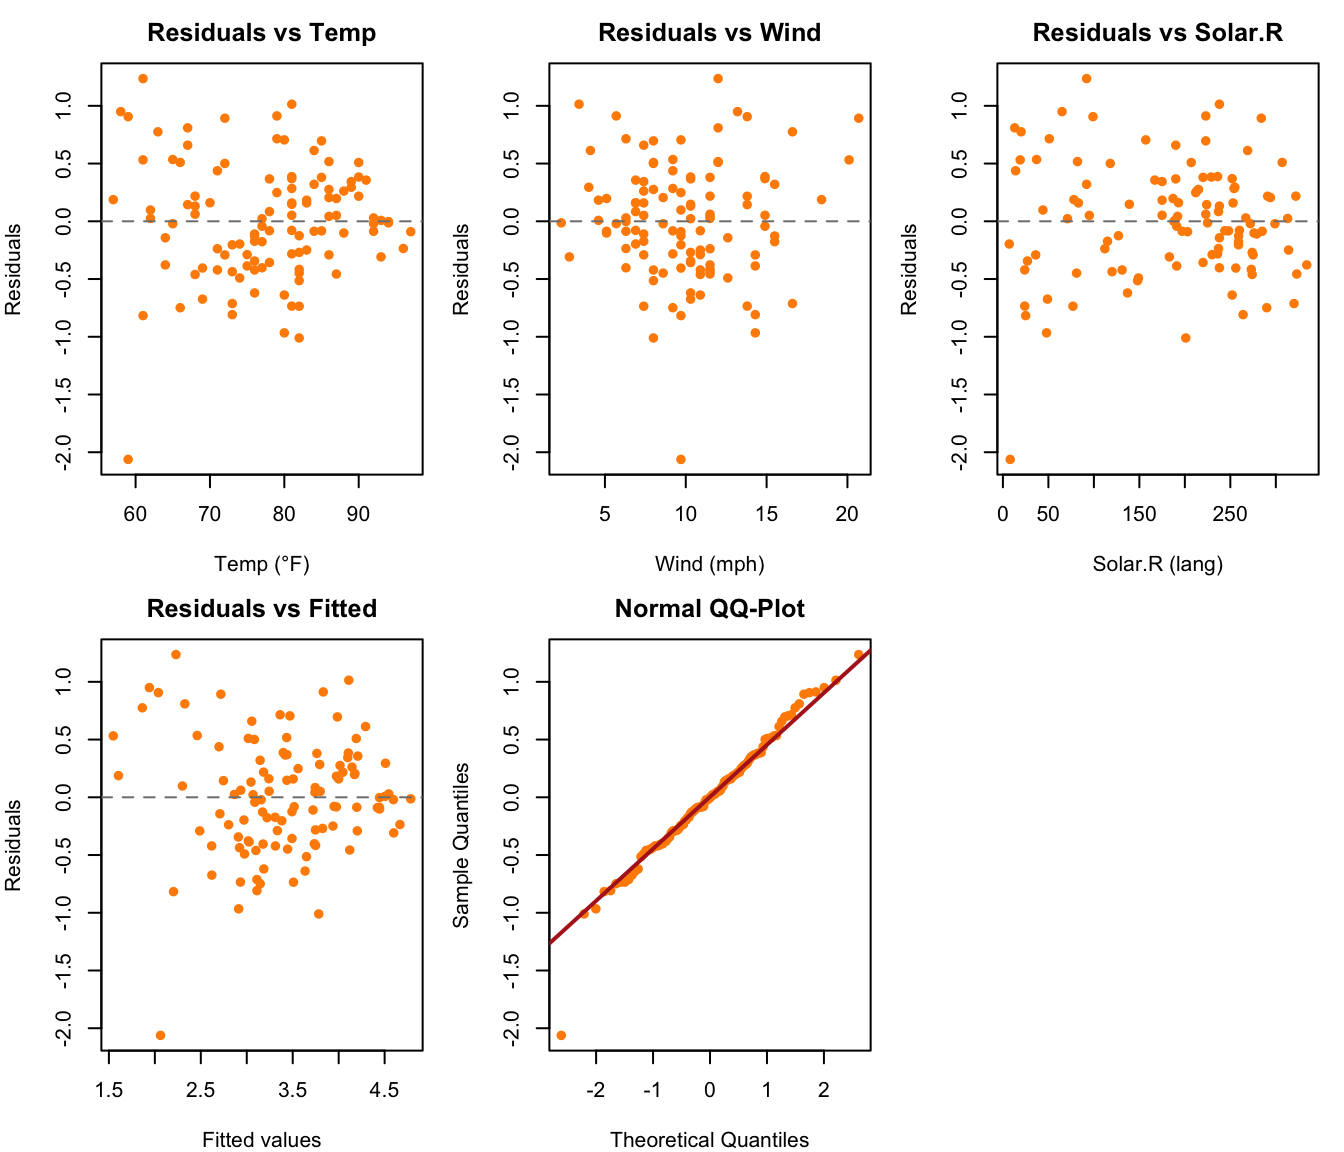 Residuals vs Temp
Residuals
-2.0 -1.5 -1.0 -0.5 0.0 0.5 1.0
60 70 80 90
Temp (°F)
Residuals vs Wind
Residuals
-2.0 -1.5 -1.0 -0.5 0.0 0.5 1.0
5 10 15 20
Wind (mph)
Residuals vs Solar.R
Residuals
-2.0 -1.5 -1.0 -0.5 0.0 0.5 1.0
0 50 150 250
Solar.R (lang)
Residuals vs Fitted
Residuals
-2.0 -1.5 -1.0 -0.5 0.0 0.5 1.0
1.5 2.5 3.5 4.5
Fitted values
Normal QQ-Plot
Sample Quantiles
-2.0 -1.5 -1.0 -0.5 0.0 0.5 1.0
-2 -1 0 1 2
Theoretical Quantiles